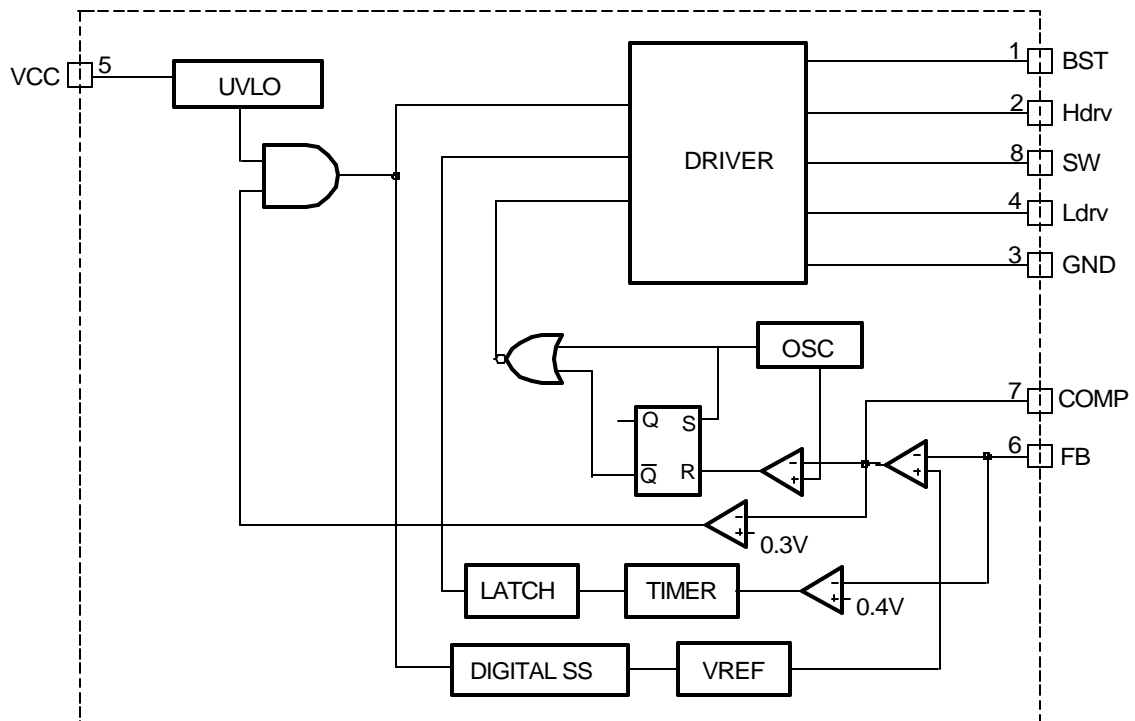 VCC
5
UVLO
DRIVER
1
BST
2
Hdrv
8
SW
4
Ldrv
3
GND
OSC
7
COMP
6
FB
Q
S
Q̅
R
-
+
-
+
-
+
0.3V
-
+
0.4V
LATCH
TIMER
DIGITAL SS
VREF